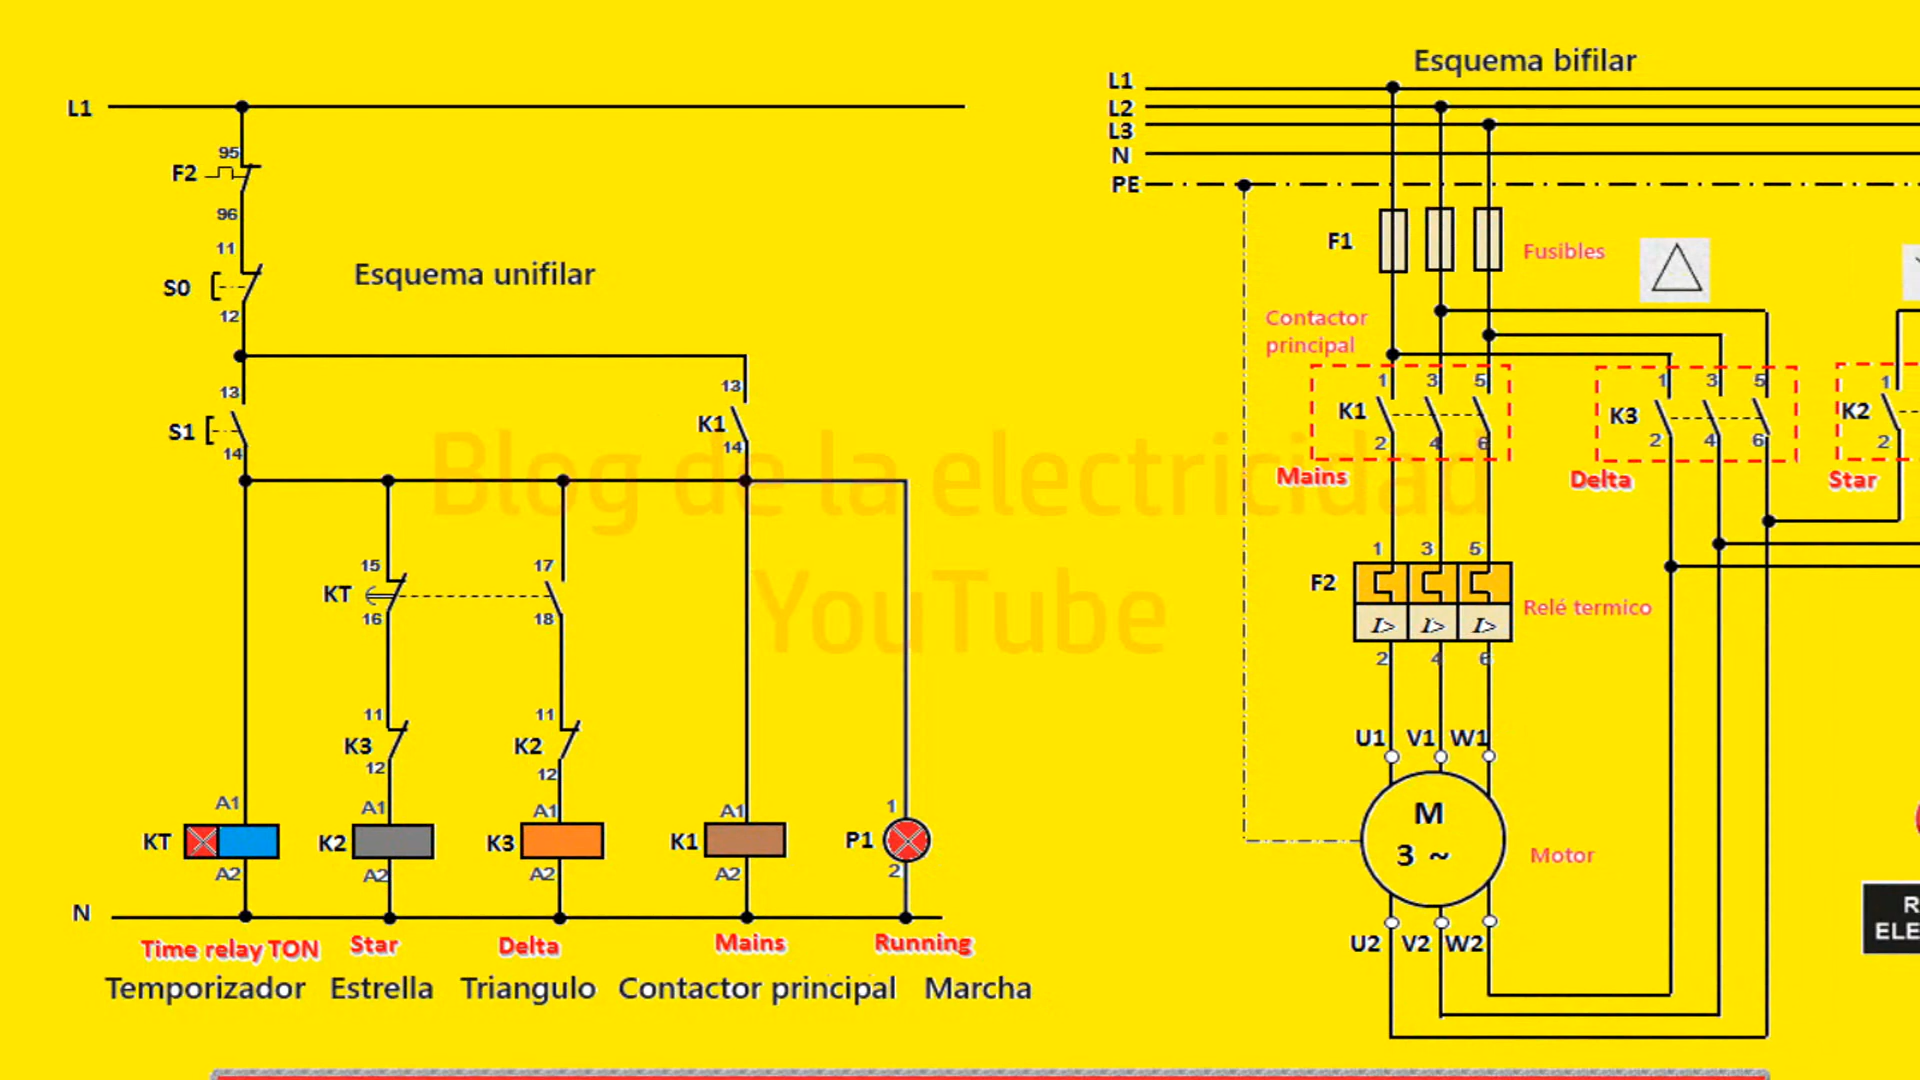 Esquema bifilar
L1
L1
L2
L3
N
PE
95
F2
96
11
S0
12
Esquema unifilar
13
S1
14
13
K1
14
Blog de la electricidad
YouTube
15
KT
16
17
18
11
K3
12
11
K2
12
A1
KT
A2
A1
K2
A2
A1
K3
A2
A1
K1
A2
1
P1
2
N
Time relay TON
Star
Delta
Mains
Running
Temporizador
Estrella
Triangulo
Contactor principal
Marcha
F1
Fusibles
Contactor
principal
1 3 5
K1
2 4 6
Mains
1 3 5
K3
2 4 6
Delta
1
K2
2
Star
1 3 5
F2
I> I> I>
Relé termico
2 4 6
U1 V1 W1
M
3 ~
Motor
U2 V2 W2
R
ELE